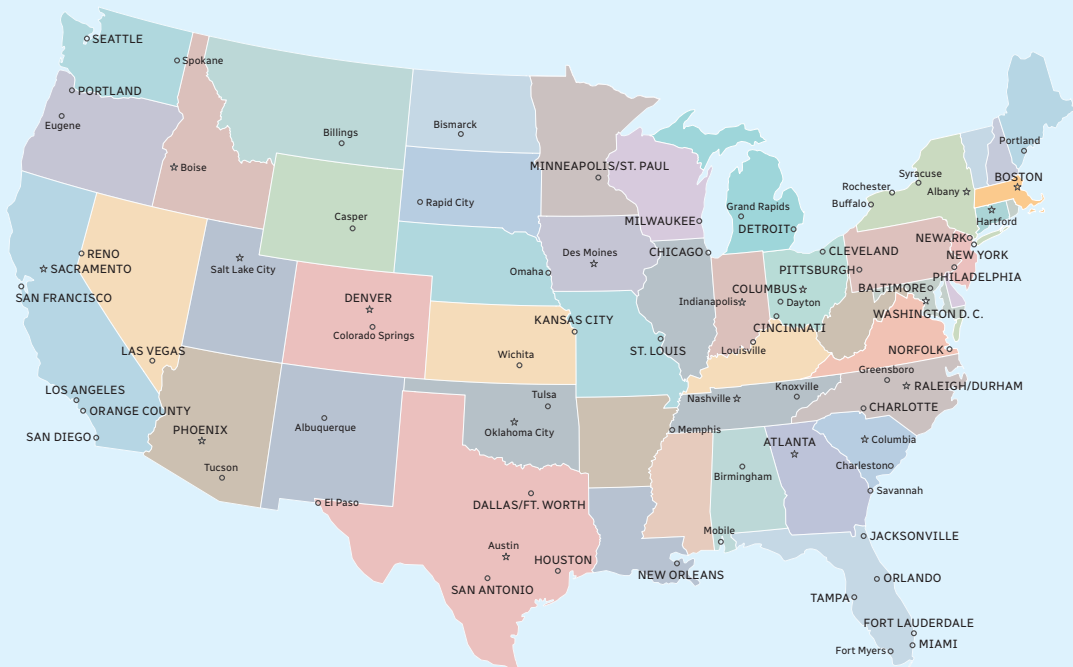 SEATTLE
Spokane
PORTLAND
Eugene
Billings
Bismarck
Portland
MINNEAPOLIS/ST. PAUL
Boise
Syracuse
BOSTON
Rochester
Albany
Buffalo
Rapid City
Grand Rapids
Casper
MILWAUKEE
Hartford
DETROIT
NEWARK
RENO
Des Moines
CHICAGO
CLEVELAND
NEW YORK
SACRAMENTO
Salt Lake City
Omaha
PITTSBURGH
PHILADELPHIA
COLUMBUS
BALTIMORE
SAN FRANCISCO
DENVER
Indianapolis
Dayton
WASHINGTON D. C.
KANSAS CITY
CINCINNATI
Colorado Springs
LAS VEGAS
Wichita
ST. LOUIS
Louisville
NORFOLK
Greensboro
LOS ANGELES
Knoxville
RALEIGH/DURHAM
Tulsa
Nashville
ORANGE COUNTY
CHARLOTTE
PHOENIX
Albuquerque
Oklahoma City
Memphis
SAN DIEGO
ATLANTA
Columbia
Tucson
Charleston
Birmingham
Savannah
El Paso
DALLAS/FT. WORTH
Mobile
JACKSONVILLE
Austin
HOUSTON
NEW ORLEANS
ORLANDO
SAN ANTONIO
TAMPA
FORT LAUDERDALE
MIAMI
Fort Myers